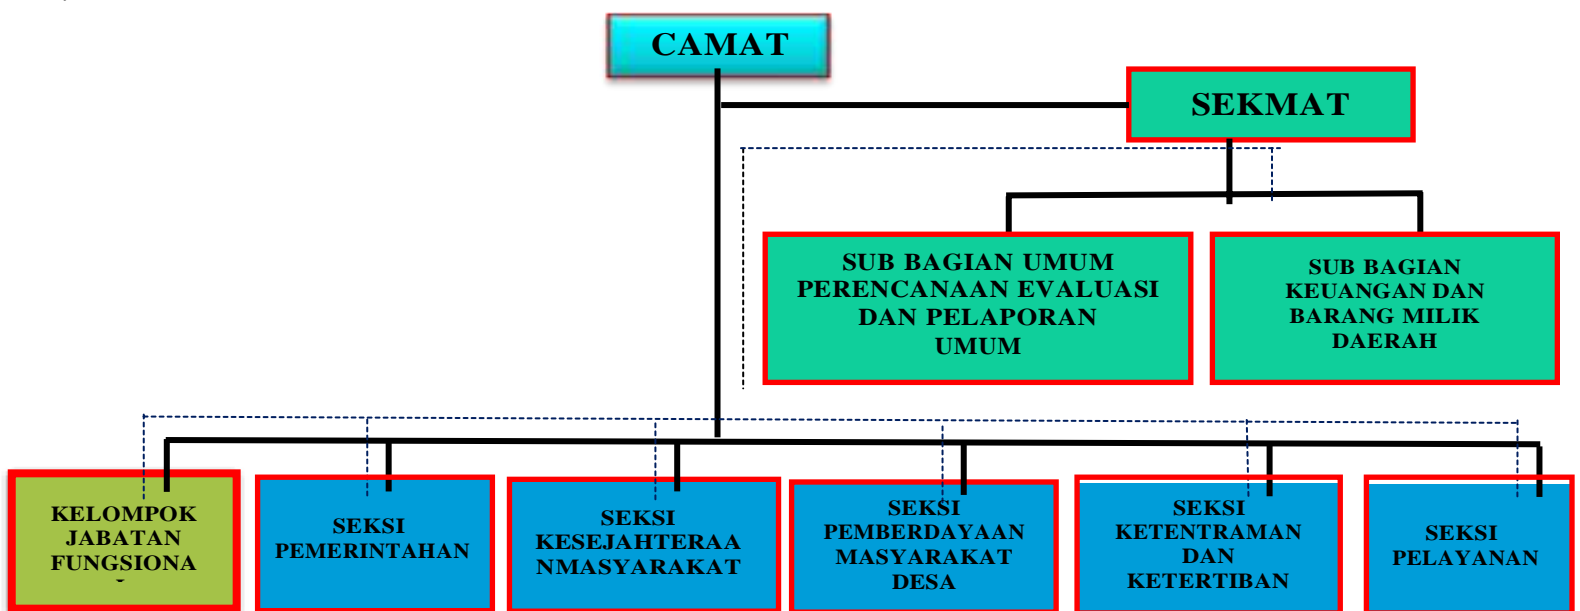 CAMAT
SEKMAT
SUB BAGIAN UMUM
PERENCANAAN EVALUASI
DAN PELAPORAN
UMUM
SUB BAGIAN
KEUANGAN DAN
BARANG MILIK
DAERAH
KELOMPOK
JABATAN
FUNGSIONA
SEKSI
PEMERINTAHAN
SEKSI
KESEJAHTERAA
NMASYARAKAT
SEKSI
PEMBERDAYAAN
MASYARAKAT
DESA
SEKSI
KETENTRAMAN
DAN
KETERTIBAN
SEKSI
PELAYANAN